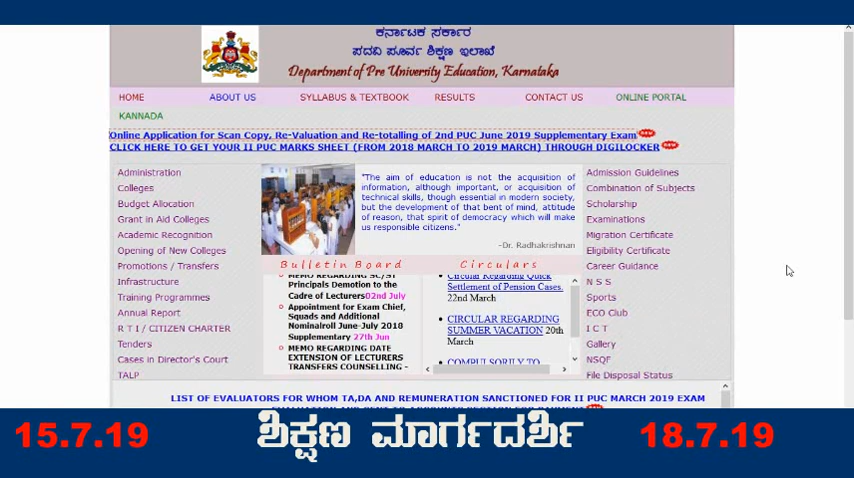 ಕರ್ನಾಟಕ ಸರ್ಕಾರ
ಪದವಿ ಪೂರ್ವ ಶಿಕ್ಷಣ ಇಲಾಖೆ
Department of Pre University Education, Karnataka
HOME ABOUT US SYLLABUS & TEXTBOOK RESULTS CONTACT US ONLINE PORTAL
KANNADA
Online Application for Scan Copy, Re-Valuation and Re-totalling of 2nd PUC June 2019 Supplementary Exam new
CLICK HERE TO GET YOUR II PUC MARKS SHEET (FROM 2018 MARCH TO 2019 MARCH) THROUGH DIGILOCKER new
Administration
Colleges
Budget Allocation
Grant in Aid Colleges
Academic Recognition
Opening of New Colleges
Promotions / Transfers
Infrastructure
Training Programmes
Annual Report
R T I / CITIZEN CHARTER
Tenders
Cases in Director's Court
TALP
"The aim of education is not the acquisition of
information, although important, or acquisition of
technical skills, though essential in modern society,
but the development of that bent of mind, attitude
of reason, that spirit of democracy which will make
us responsible citizens."
-Dr. Radhakrishnan
Bulletin Board
MEMO REGARDING SC/ST
Principals Demotion to the
Cadre of Lecturers02nd July
Appointment for Exam Chief,
Squads and Additional
Nominalroll June-July 2018
Supplementary 27th Jun
MEMO REGARDING DATE
EXTENSION OF LECTURERS
TRANSFERS COUNSELLING -
Circulars
Circular Regarding Quick
Settlement of Pension Cases.
22nd March
CIRCULAR REGARDING
SUMMER VACATION 20th
March
COMPULSORILY TO
Admission Guidelines
Combination of Subjects
Scholarship
Examinations
Migration Certificate
Eligibility Certificate
Career Guidance
N S S
Sports
ECO Club
I C T
Gallery
NSQF
File Disposal Status
LIST OF EVALUATORS FOR WHOM TA,DA AND REMUNERATION SANCTIONED FOR II PUC MARCH 2019 EXAM
15.7.19 ಶಿಕ್ಷಣ ಮಾರ್ಗದರ್ಶಿ 18.7.19